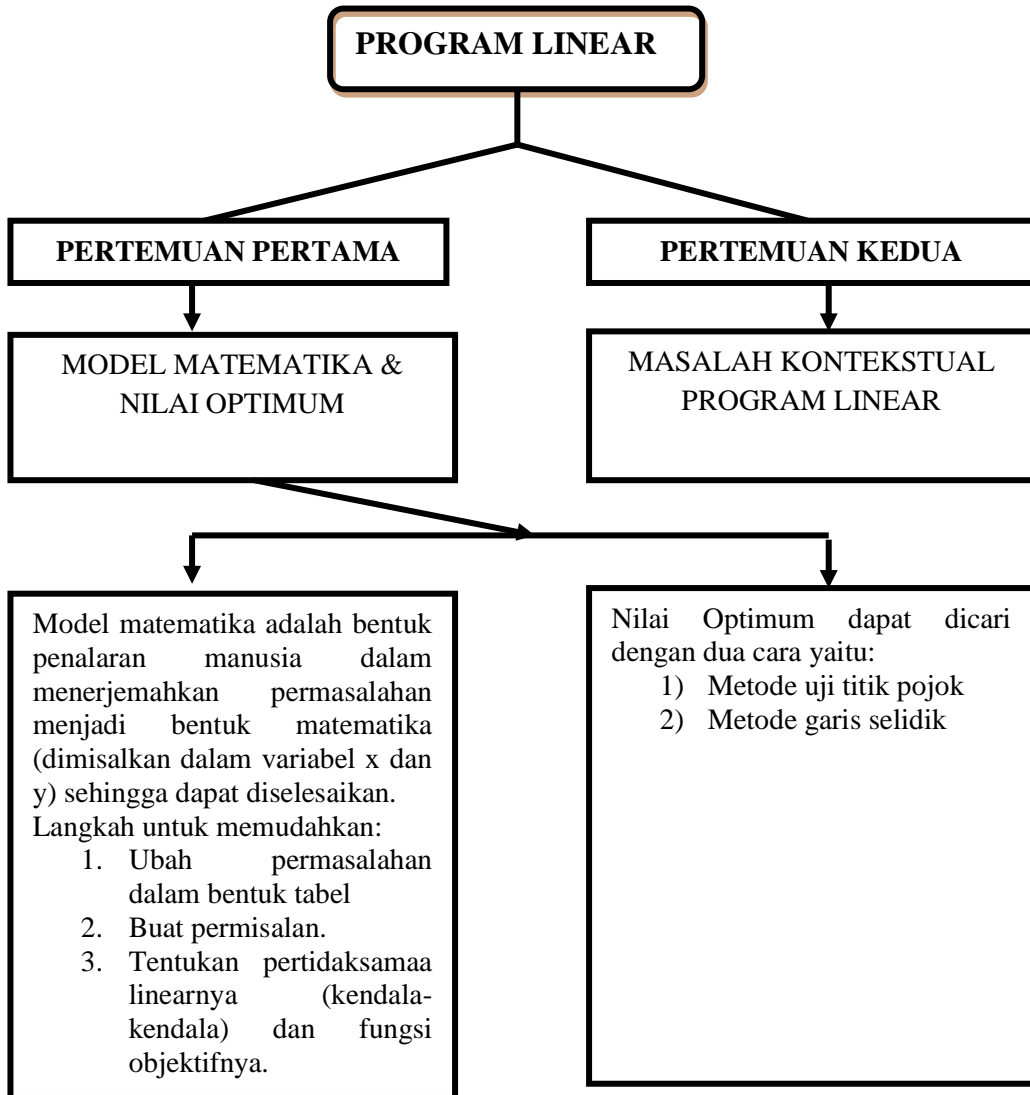 PROGRAM LINEAR
PERTEMUAN PERTAMA
PERTEMUAN KEDUA
MODEL MATEMATIKA &
NILAI OPTIMUM
MASALAH KONTEKSTUAL
PROGRAM LINEAR
Model matematika adalah bentuk
penalaran manusia dalam
menerjemahkan permasalahan
menjadi bentuk matematika
(dimisalkan dalam variabel x dan
y) sehingga dapat diselesaikan.
Langkah untuk memudahkan:
1. Ubah permasalahan
dalam bentuk tabel
2. Buat permisalan.
3. Tentukan pertidaksamaa
linearnya (kendala-
kendala) dan fungsi
objektifnya.
Nilai Optimum dapat dicari
dengan dua cara yaitu:
1) Metode uji titik pojok
2) Metode garis selidik